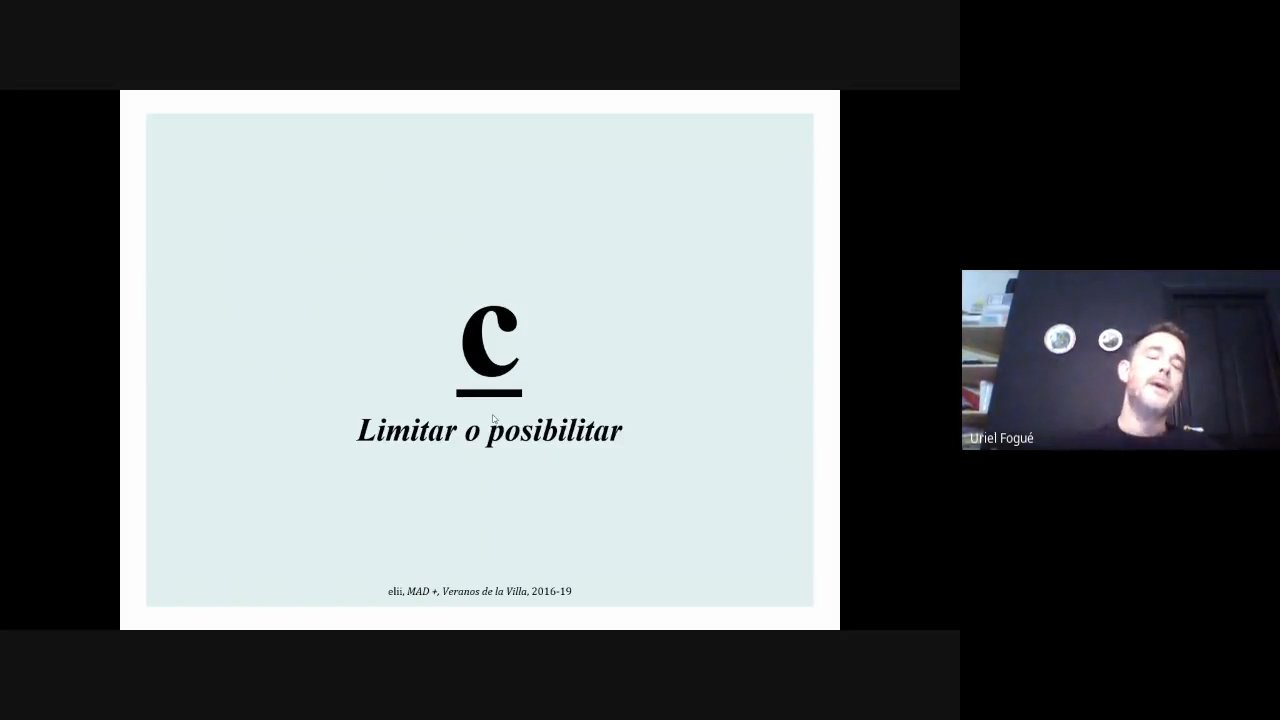 c
Limitar o posibilitar
elii, MAD +, Veranos de la Villa, 2016-19
Uriel Fogué